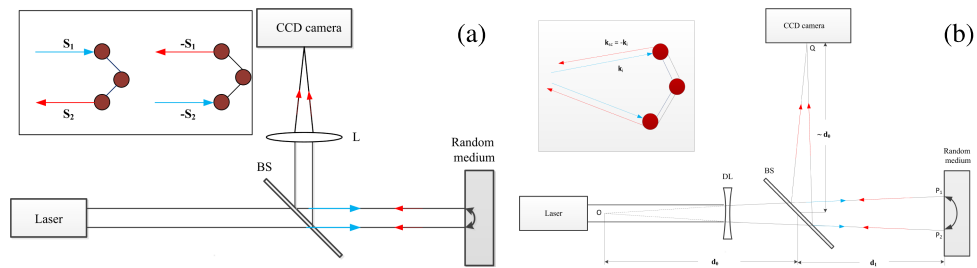 CCD camera
(a)
S1
-S1
S2
-S2
L
BS
Random
medium
Laser
CCD camera
(b)
Q
ksc = -ki
ki
~ d0
Random
medium
BS
DL
P1
Laser
O
P2
d0
d1